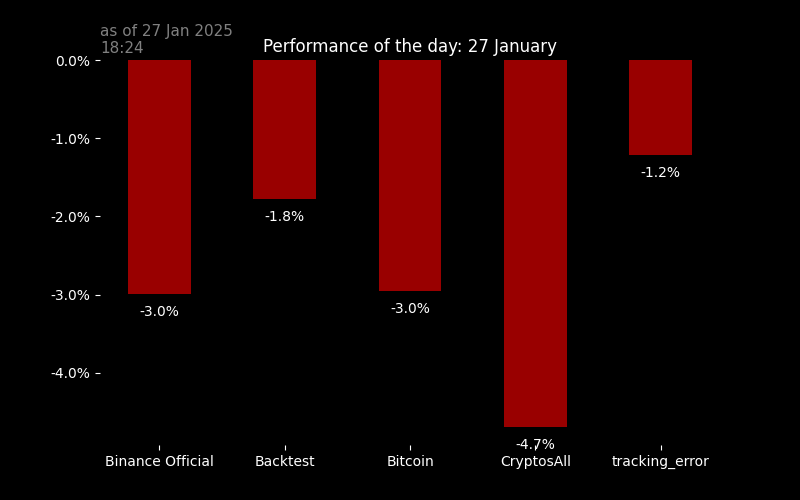 as of 27 Jan 2025
18:24
Performance of the day: 27 January
0.0%
-1.0%
-2.0%
-3.0%
-4.0%
-3.0%
-1.8%
-3.0%
-4.7%
-1.2%
Binance Official
Backtest
Bitcoin
CryptosAll
tracking_error